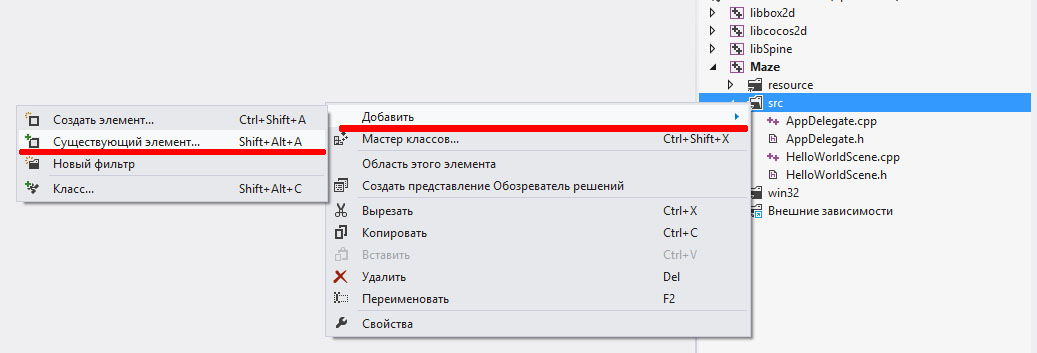 Создать элемент... Ctrl+Shift+A
Существующий элемент... Shift+Alt+A
Новый фильтр
Класс... Shift+Alt+C
Добавить
Мастер классов... Ctrl+Shift+X
Область этого элемента
Создать представление Обозреватель решений
Вырезать Ctrl+X
Копировать Ctrl+C
Вставить Ctrl+V
Удалить Del
Переименовать F2
Свойства
libbox2d
libcocos2d
libSpine
Maze
resource
src
AppDelegate.cpp
AppDelegate.h
HelloWorldScene.cpp
HelloWorldScene.h
win32
Внешние зависимости